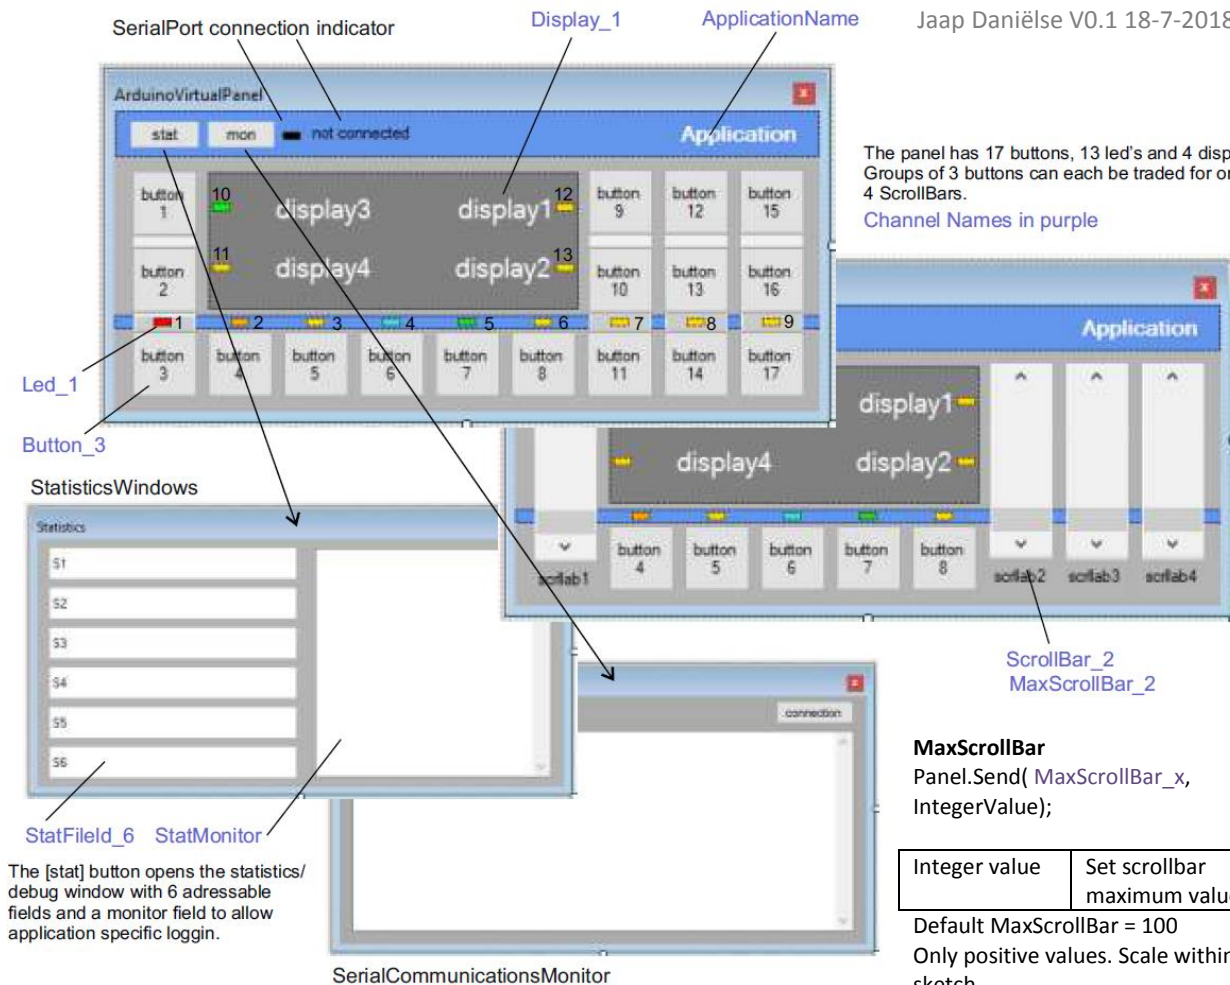 Jaap Daniëlse V0.1 18-7-2018
SerialPort connection indicator
Display_1
ApplicationName
ArduinoVirtualPanel
stat
mon
not connected
Application
button 1
10
display3
display1
12
button 9
button 12
button 15
button 2
11
display4
display2
13
button 10
button 13
button 16
1
2
3
4
5
6
7
8
9
button 3
button 4
button 5
button 6
button 7
button 8
button 11
button 14
button 17
Led_1
Button_3
The panel has 17 buttons, 13 led's and 4 disp
Groups of 3 buttons can each be traded for
4 ScrollBars.
Channel Names in purple
Application
display1
display4
display2
button 4
button 5
button 6
button 7
button 8
scrllab1
scrllab2
scrllab3
scrllab4
ScrollBar_2
MaxScrollBar_2
StatisticsWindows
Statistics
S1
S2
S3
S4
S5
S6
StatFileId_6
StatMonitor
The [stat] button opens the statistics/
debug window with 6 adressable
fields and a monitor field to allow
application specific loggin.
connection
SerialCommunicationsMonitor
MaxScrollBar
Panel.Send( MaxScrollBar_x,
IntegerValue);
Integer value
Set scrollbar
maximum valu
Default MaxScrollBar = 100
Only positive values. Scale within
sketch